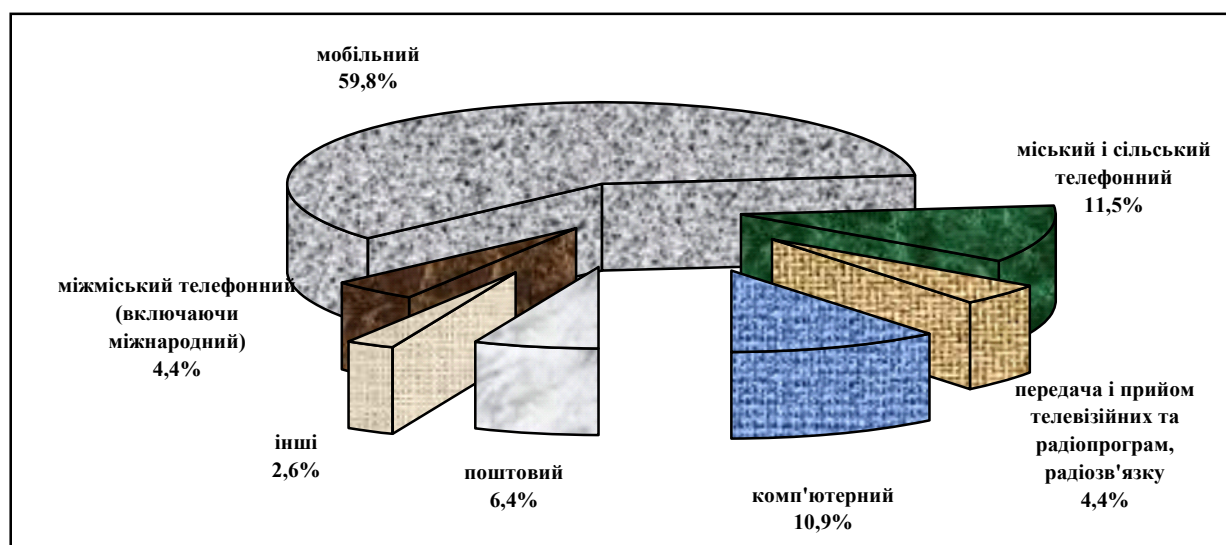 мобільний
59,8%
міський і сільський
телефонний
11,5%
міжміський телефонний
(включаючи
міжнародний)
4,4%
передача і прийом
телевізійних та
радіопрограм,
радіозв'язку
4,4%
інші
2,6%
поштовий
6,4%
комп'ютерний
10,9%